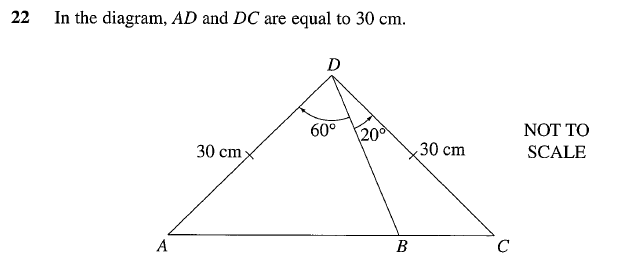 22 In the diagram, AD and DC are equal to 30 cm.
D
60° 20°
30 cm 30 cm
NOT TO
SCALE
A B C